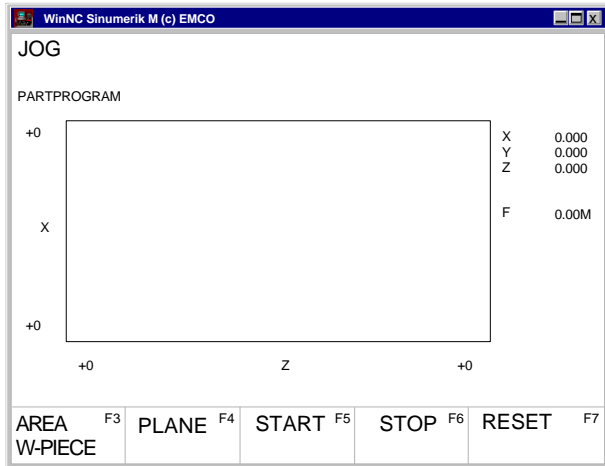 WinNC Sinumerik M (c) EMCO
JOG
PARTPROGRAM
+0
X 0.000
Y 0.000
Z 0.000
F 0.00M
X
+0
+0 Z +0
AREA W-PIECE F3
PLANE F4
START F5
STOP F6
RESET F7